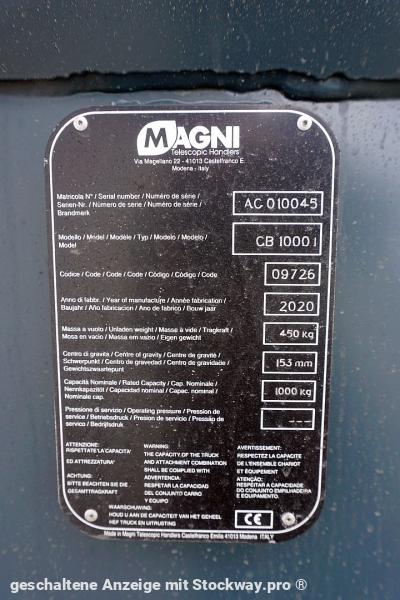 MAGNI
Telescopic Handlers
Via Magellano 22 - 41013 Castelfranco E.
Modena - Italy
Matricola N° / Serial number / Numéro de série /
Serien-Nr. / Número de serie / Número de série /
Brandmerk
AC 010045
Modello / Model / Modèle / Typ / Modelo / Modelo /
Model
CB 1000 I
Codice / Code / Code / Code / Código / Código / Code
09726
Anno di fabbr. / Year of manufacture / Année fabrication /
Baujahr / Año fabricacion / Ano de fabrico / Bouw jaar
2020
Massa a vuoto / Unladen weight / Masse à vide / Tragkraft /
Mosa en vacio / Massa em vazio / Eigen gewicht
450 kg
Centro di gravita / Centre of gravity / Centre de gravité /
Schwerpunkt / Centro de gravedad / Centro de gravidade /
Gewichtszwaartepunkt
153 mm
Capacità Nominale / Rated Capacity / Cap. Nominale /
Nennkapazität / Capacidad nominal / Capac. nominal /
Nominale cap.
1000 kg
Pressione di servizio / Operating pressure / Pression de
service / Betriebsdruck / Presion de servicio / Pressão de
servicio / Bedrijfsdruk
---
ATTENZIONE:
RISPETTATE LA CAPACITA'
ED ATTREZZATURA'
ACHTUNG:
BITTE BEACHTEN SIE DIE
GESAMTTRAGKRAFT
WARNING:
THE CAPACITY OF THE TRUCK
AND ATTACHMENT COMBINATION
SHALL BE COMPLIED WITH
ADVERTENCIA:
RESPETAR LA CAPACIDAD
DEL CONJUNTO CARRO
Y EQUIPO
AVERTISSEMENT:
RESPECTEZ LA CAPACITE
DE L'ENSEMBLE CHARIOT
ET ÉQUIPEMENT
ATENÇÃO:
RESPEITAR A CAPACIDADE
DO CONJUNTO EMPILHADEIRA
E EQUIPAMENTO.
WAARSCHUWING:
HOUD U AAN DE CAPACITEIT VAN HET GEHEEL
HEF TRUCK EN UITRUSTING
CE
Made in Magni Telescopic Handlers Castelfranco Emilia 41013 Modena ITALY
geschaltene Anzeige mit Stockway.pro ®